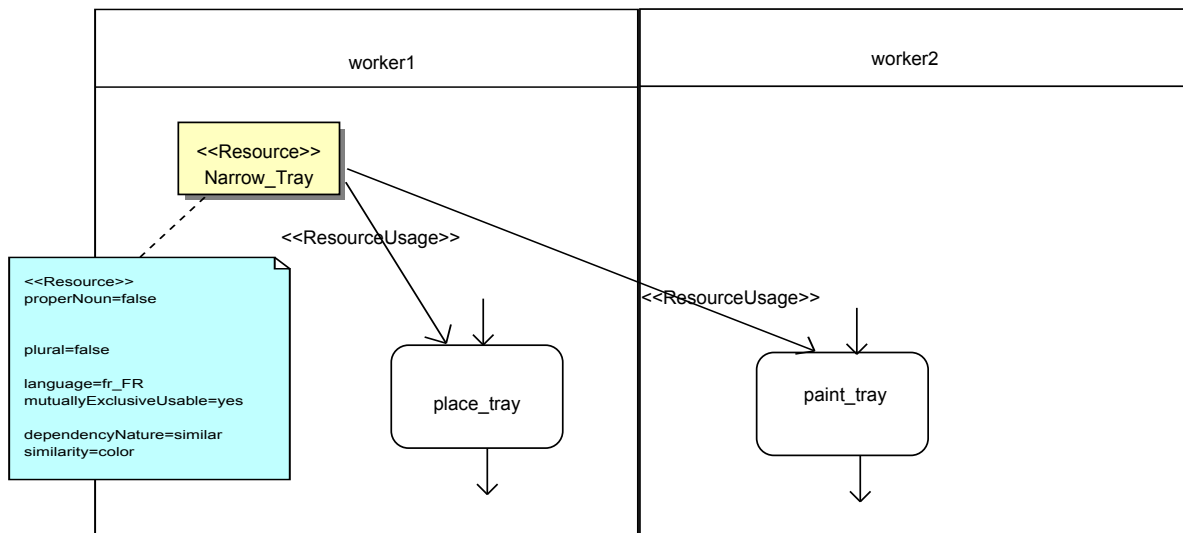 worker1
worker2
<<Resource>>
Narrow_Tray
<<ResourceUsage>>
<<ResourceUsage>>
<<Resource>>
properNoun=false
plural=false
language=fr_FR
mutuallyExclusiveUsable=yes
dependencyNature=similar
similarity=color
place_tray
paint_tray